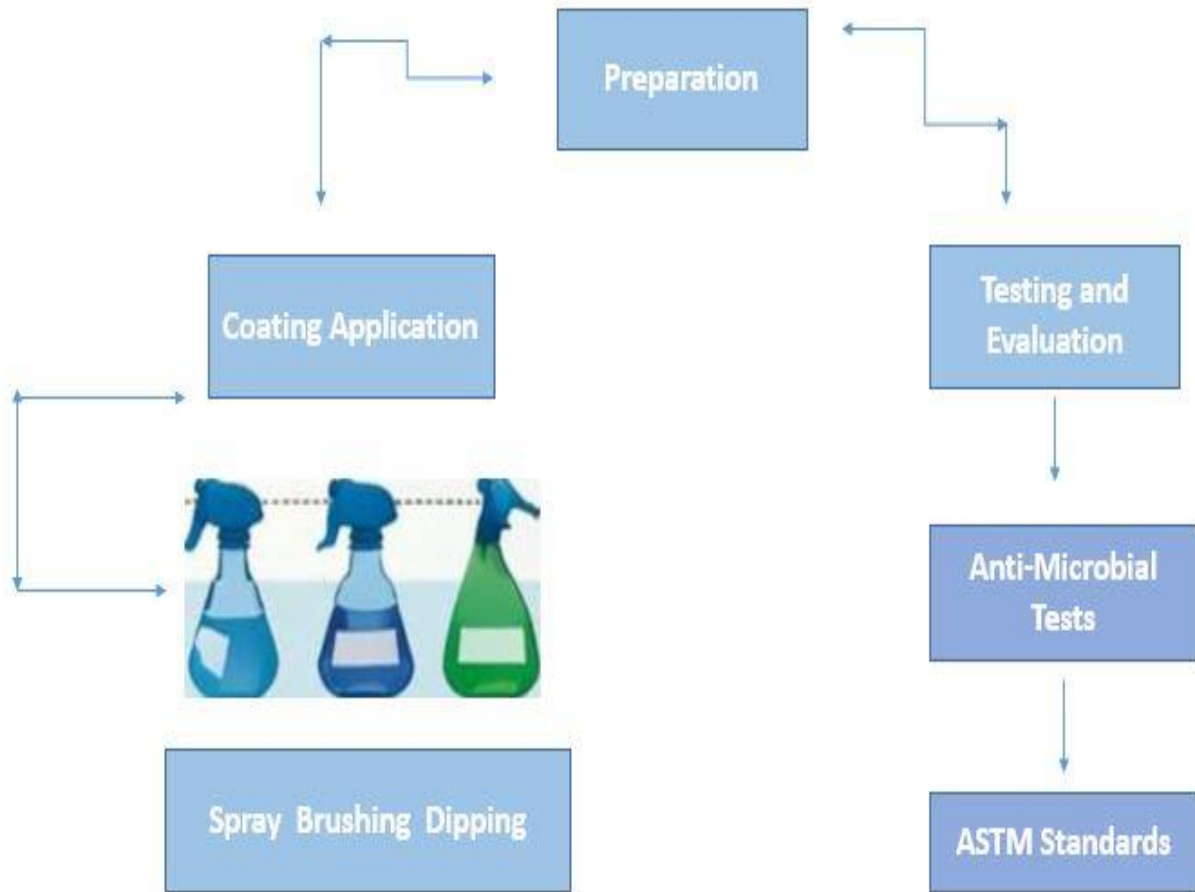 Preparation
Coating Application
Testing and
Evaluation
Anti-Microbial
Tests
Spray Brushing Dipping
ASTM Standards